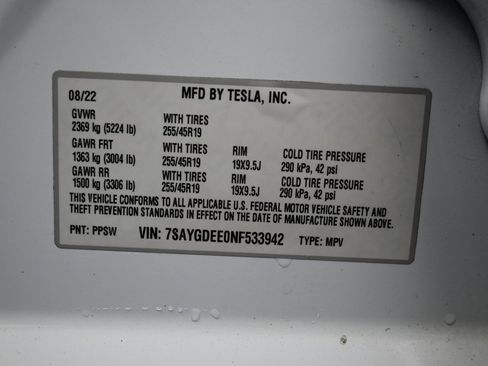 08/22 MFD BY TESLA, INC.
GVWR WITH TIRES
2369 kg (5224 lb) 255/45R19
GAWR FRT WITH TIRES RIM COLD TIRE PRESSURE
1363 kg (3004 lb) 255/45R19 19X9.5J 290 kPa, 42 psi
GAWR RR WITH TIRES RIM COLD TIRE PRESSURE
1500 kg (3306 lb) 255/45R19 19X9.5J 290 kPa, 42 psi
THIS VEHICLE CONFORMS TO ALL APPLICABLE U.S. FEDERAL MOTOR VEHICLE SAFETY AND
THEFT PREVENTION STANDARDS IN EFFECT ON THE DATE OF MANUFACTURE SHOWN ABOVE.
PNT: PPSW VIN: 7SAYGDEE0NF533942 TYPE: MPV